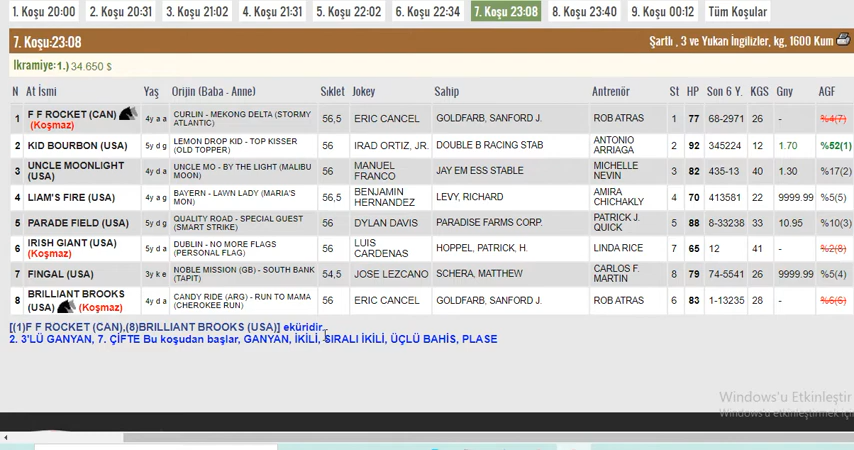 1. Koşu 20:00 2. Koşu 20:31 3. Koşu 21:02 4. Koşu 21:31 5. Koşu 22:02 6. Koşu 22:34 7. Koşu 23:08 8. Koşu 23:40 9. Koşu 00:12 Tüm Koşular
7. Koşu:23:08 Şartlı , 3 ve Yukarı İngilizler, kg, 1600 Kum
Ikramiye:1.) 34.650 $
N At İsmi Yaş Orijin (Baba - Anne) Sıklet Jokey Sahip Antrenör St HP Son 6 Y. KGS Gny AGF
1 F F ROCKET (CAN) (Koşmaz) 4y a a CURLIN - MEKONG DELTA (STORMY ATLANTIC) 56,5 ERIC CANCEL GOLDFARB, SANFORD J. ROB ATRAS 1 77 68-2971 26 - %4(7)
2 KID BOURBON (USA) 5y d g LEMON DROP KID - TOP KISSER (OLD TOPPER) 56 IRAD ORTIZ, JR. DOUBLE B RACING STAB ANTONIO ARRIAGA 2 92 345224 12 1.70 %52(1)
3 UNCLE MOONLIGHT (USA) 4y d a UNCLE MO - BY THE LIGHT (MALIBU MOON) 56 MANUEL FRANCO JAY EM ESS STABLE MICHELLE NEVIN 3 82 435-13 40 1.30 %17(2)
4 LIAM'S FIRE (USA) 4y a g BAYERN - LAWN LADY (MARIA'S MON) 56,5 BENJAMIN HERNANDEZ LEVY, RICHARD AMIRA CHICHAKLY 4 70 413581 22 9999.99 %5(5)
5 PARADE FIELD (USA) 5y d g QUALITY ROAD - SPECIAL GUEST (SMART STRIKE) 56 DYLAN DAVIS PARADISE FARMS CORP. PATRICK J. QUICK 5 88 8-33238 33 10.95 %10(3)
6 IRISH GIANT (USA) (Koşmaz) 5y d a DUBLIN - NO MORE FLAGS (PERSONAL FLAG) 56 LUIS CARDENAS HOPPEL, PATRICK, H. LINDA RICE 7 65 12 41 - %2(8)
7 FINGAL (USA) 3y k e NOBLE MISSION (GB) - SOUTH BANK (TAPIT) 54,5 JOSE LEZCANO SCHERA, MATTHEW CARLOS F. MARTIN 8 79 74-5541 26 9999.99 %5(4)
8 BRILLIANT BROOKS (USA) (Koşmaz) 4y d a CANDY RIDE (ARG) - RUN TO MAMA (CHEROKEE RUN) 56 ERIC CANCEL GOLDFARB, SANFORD J. ROB ATRAS 6 83 1-13235 28 -
[(1)F F ROCKET (CAN),(8)BRILLIANT BROOKS (USA)] eküridir.
2. 3'LÜ GANYAN, 7. ÇİFTE Bu koşudan başlar, GANYAN, İKİLİ, SIRALI İKİLİ, ÜÇLÜ BAHİS, PLASE
Windows'u Etkinleştir
Windows'u etkinleştirmek için